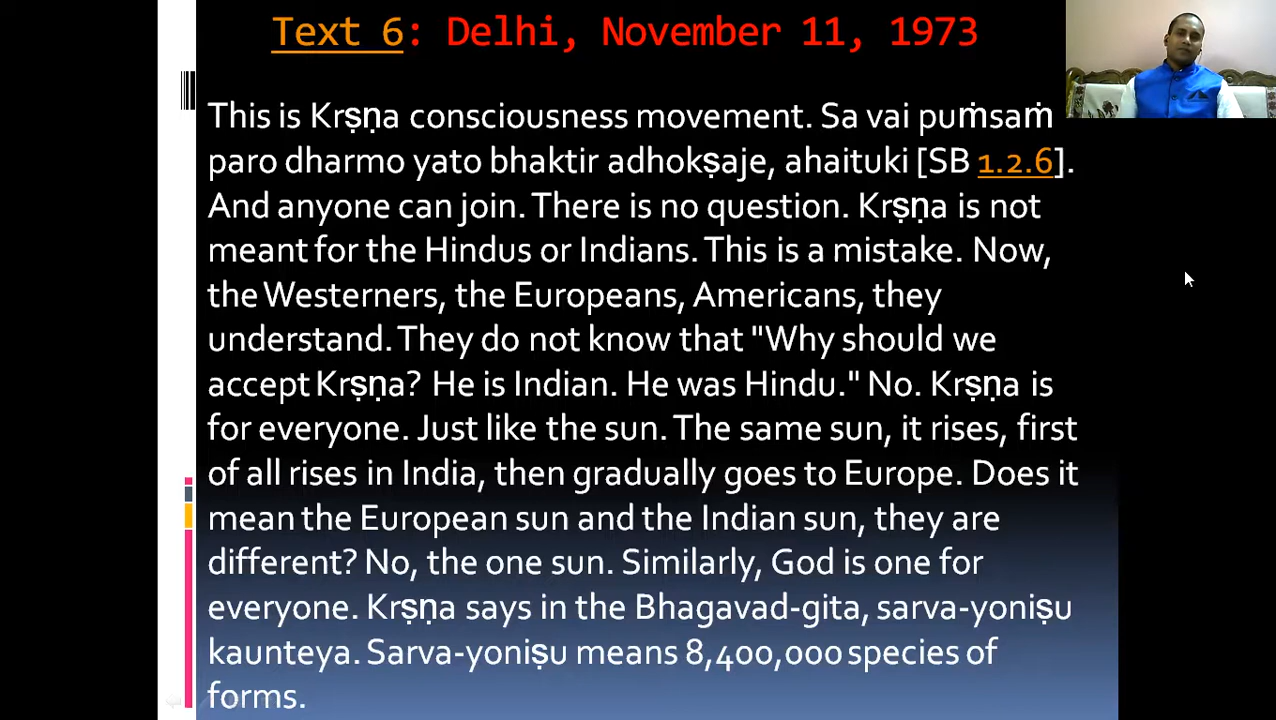 Text 6: Delhi, November 11, 1973
This is Krṣṇa consciousness movement. Sa vai puṁsaṁ
paro dharmo yato bhaktir adhokṣaje, ahaituki [SB 1.2.6].
And anyone can join. There is no question. Krṣṇa is not
meant for the Hindus or Indians. This is a mistake. Now,
the Westerners, the Europeans, Americans, they
understand. They do not know that "Why should we
accept Krṣṇa? He is Indian. He was Hindu." No. Krṣṇa is
for everyone. Just like the sun. The same sun, it rises, first
of all rises in India, then gradually goes to Europe. Does it
mean the European sun and the Indian sun, they are
different? No, the one sun. Similarly, God is one for
everyone. Krṣṇa says in the Bhagavad-gita, sarva-yoniṣu
kaunteya. Sarva-yoniṣu means 8,400,000 species of
forms.